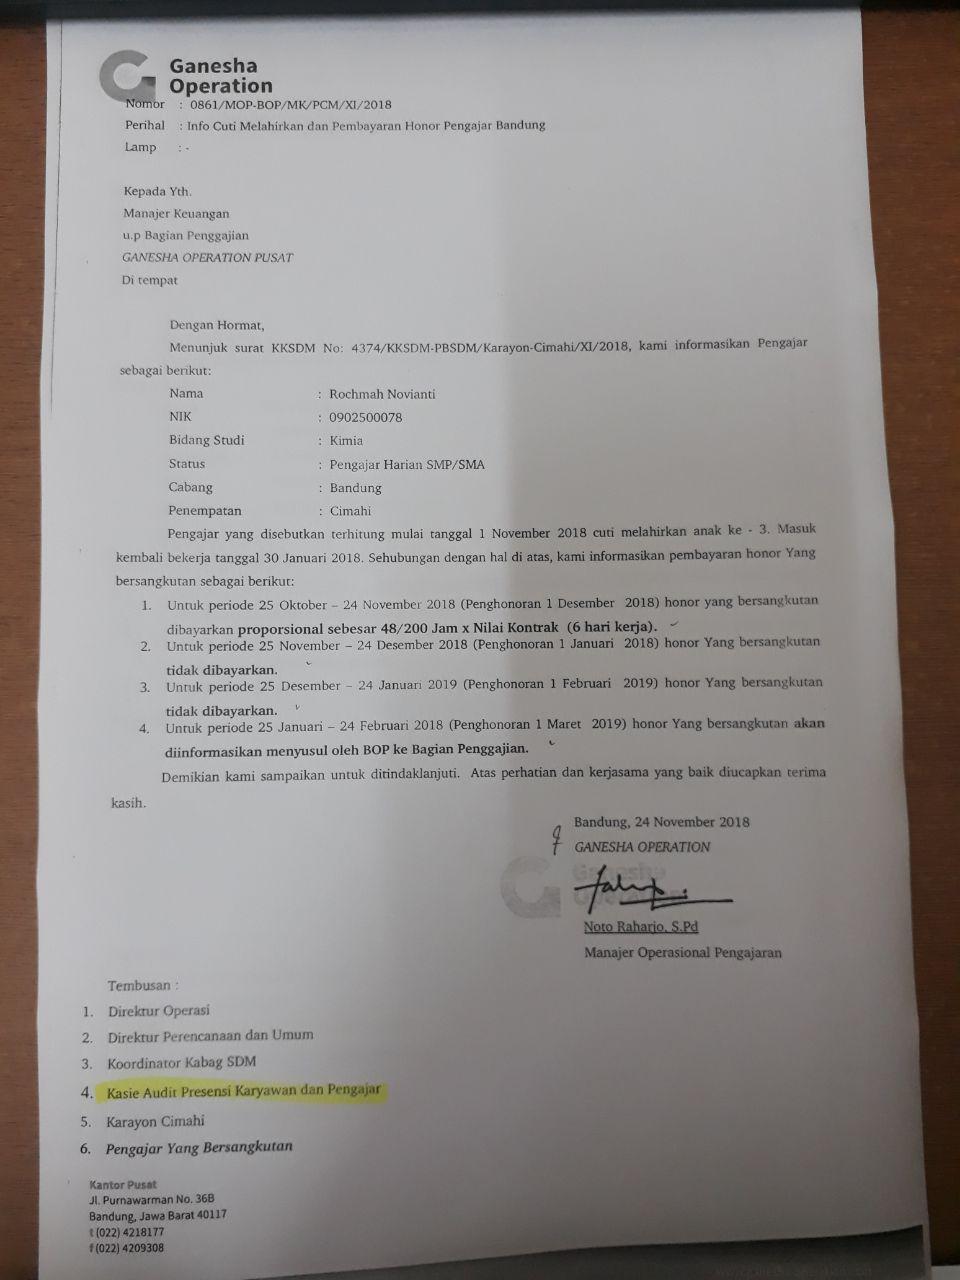 Ganesha
Operation
Nomor : 0861/MOP-BOP/MK/PCM/XI/2018
Perihal : Info Cuti Melahirkan dan Pembayaran Honor Pengajar Bandung
Lamp : -
Kepada Yth.
Manajer Keuangan
u.p Bagian Penggajian
GANESHA OPERATION PUSAT
Di tempat
Dengan Hormat,
Menunjuk surat KKSDM No: 4374/KKSDM-PBSDM/Karayon-Cimahi/XI/2018, kami informasikan Pengajar
sebagai berikut:
Nama : Rochmah Novianti
NIK : 0902500078
Bidang Studi : Kimia
Status : Pengajar Harian SMP/SMA
Cabang : Bandung
Penempatan : Cimahi
Pengajar yang disebutkan terhitung mulai tanggal 1 November 2018 cuti melahirkan anak ke - 3. Masuk
kembali bekerja tanggal 30 Januari 2018. Sehubungan dengan hal di atas, kami informasikan pembayaran honor Yang
bersangkutan sebagai berikut:
1. Untuk periode 25 Oktober – 24 November 2018 (Penghonoran 1 Desember 2018) honor yang bersangkutan
dibayarkan proporsional sebesar 48/200 Jam x Nilai Kontrak (6 hari kerja).
2. Untuk periode 25 November – 24 Desember 2018 (Penghonoran 1 Januari 2018) honor Yang bersangkutan
tidak dibayarkan.
3. Untuk periode 25 Desember – 24 Januari 2019 (Penghonoran 1 Februari 2019) honor Yang bersangkutan
tidak dibayarkan.
4. Untuk periode 25 Januari – 24 Februari 2018 (Penghonoran 1 Maret 2019) honor Yang bersangkutan akan
diinformasikan menyusul oleh BOP ke Bagian Penggajian.
Demikian kami sampaikan untuk ditindaklanjuti. Atas perhatian dan kerjasama yang baik diucapkan terima
kasih.
Bandung, 24 November 2018
GANESHA OPERATION
Ganesha
Operation
Noto Raharjo, S.Pd
Manajer Operasional Pengajaran
Tembusan :
1. Direktur Operasi
2. Direktur Perencanaan dan Umum
3. Koordinator Kabag SDM
4. Kasie Audit Presensi Karyawan dan Pengajar
5. Karayon Cimahi
6. Pengajar Yang Bersangkutan
Kantor Pusat
Jl. Purnawarman No. 36B
Bandung, Jawa Barat 40117
t (022) 4218177
f (022) 4209308